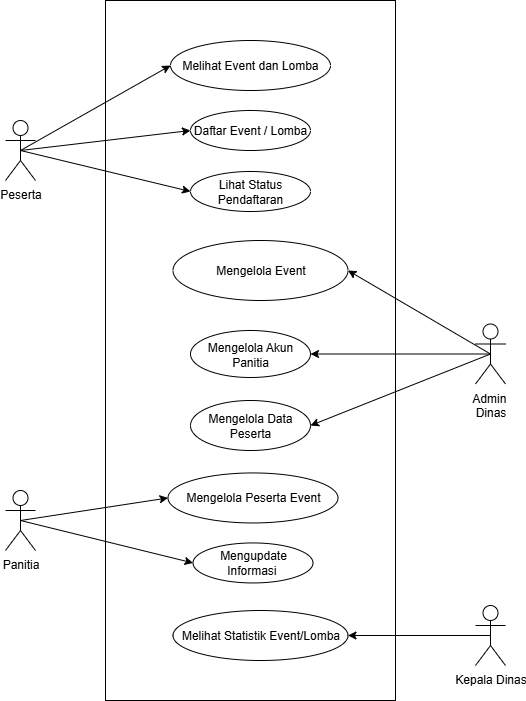 Melihat Event dan Lomba
Daftar Event / Lomba
Lihat Status
Pendaftaran
Peserta
Mengelola Event
Mengelola Akun
Panitia
Mengelola Data
Peserta
Admin
Dinas
Mengelola Peserta Event
Mengupdate
Informasi
Panitia
Melihat Statistik Event/Lomba
Kepala Dinas